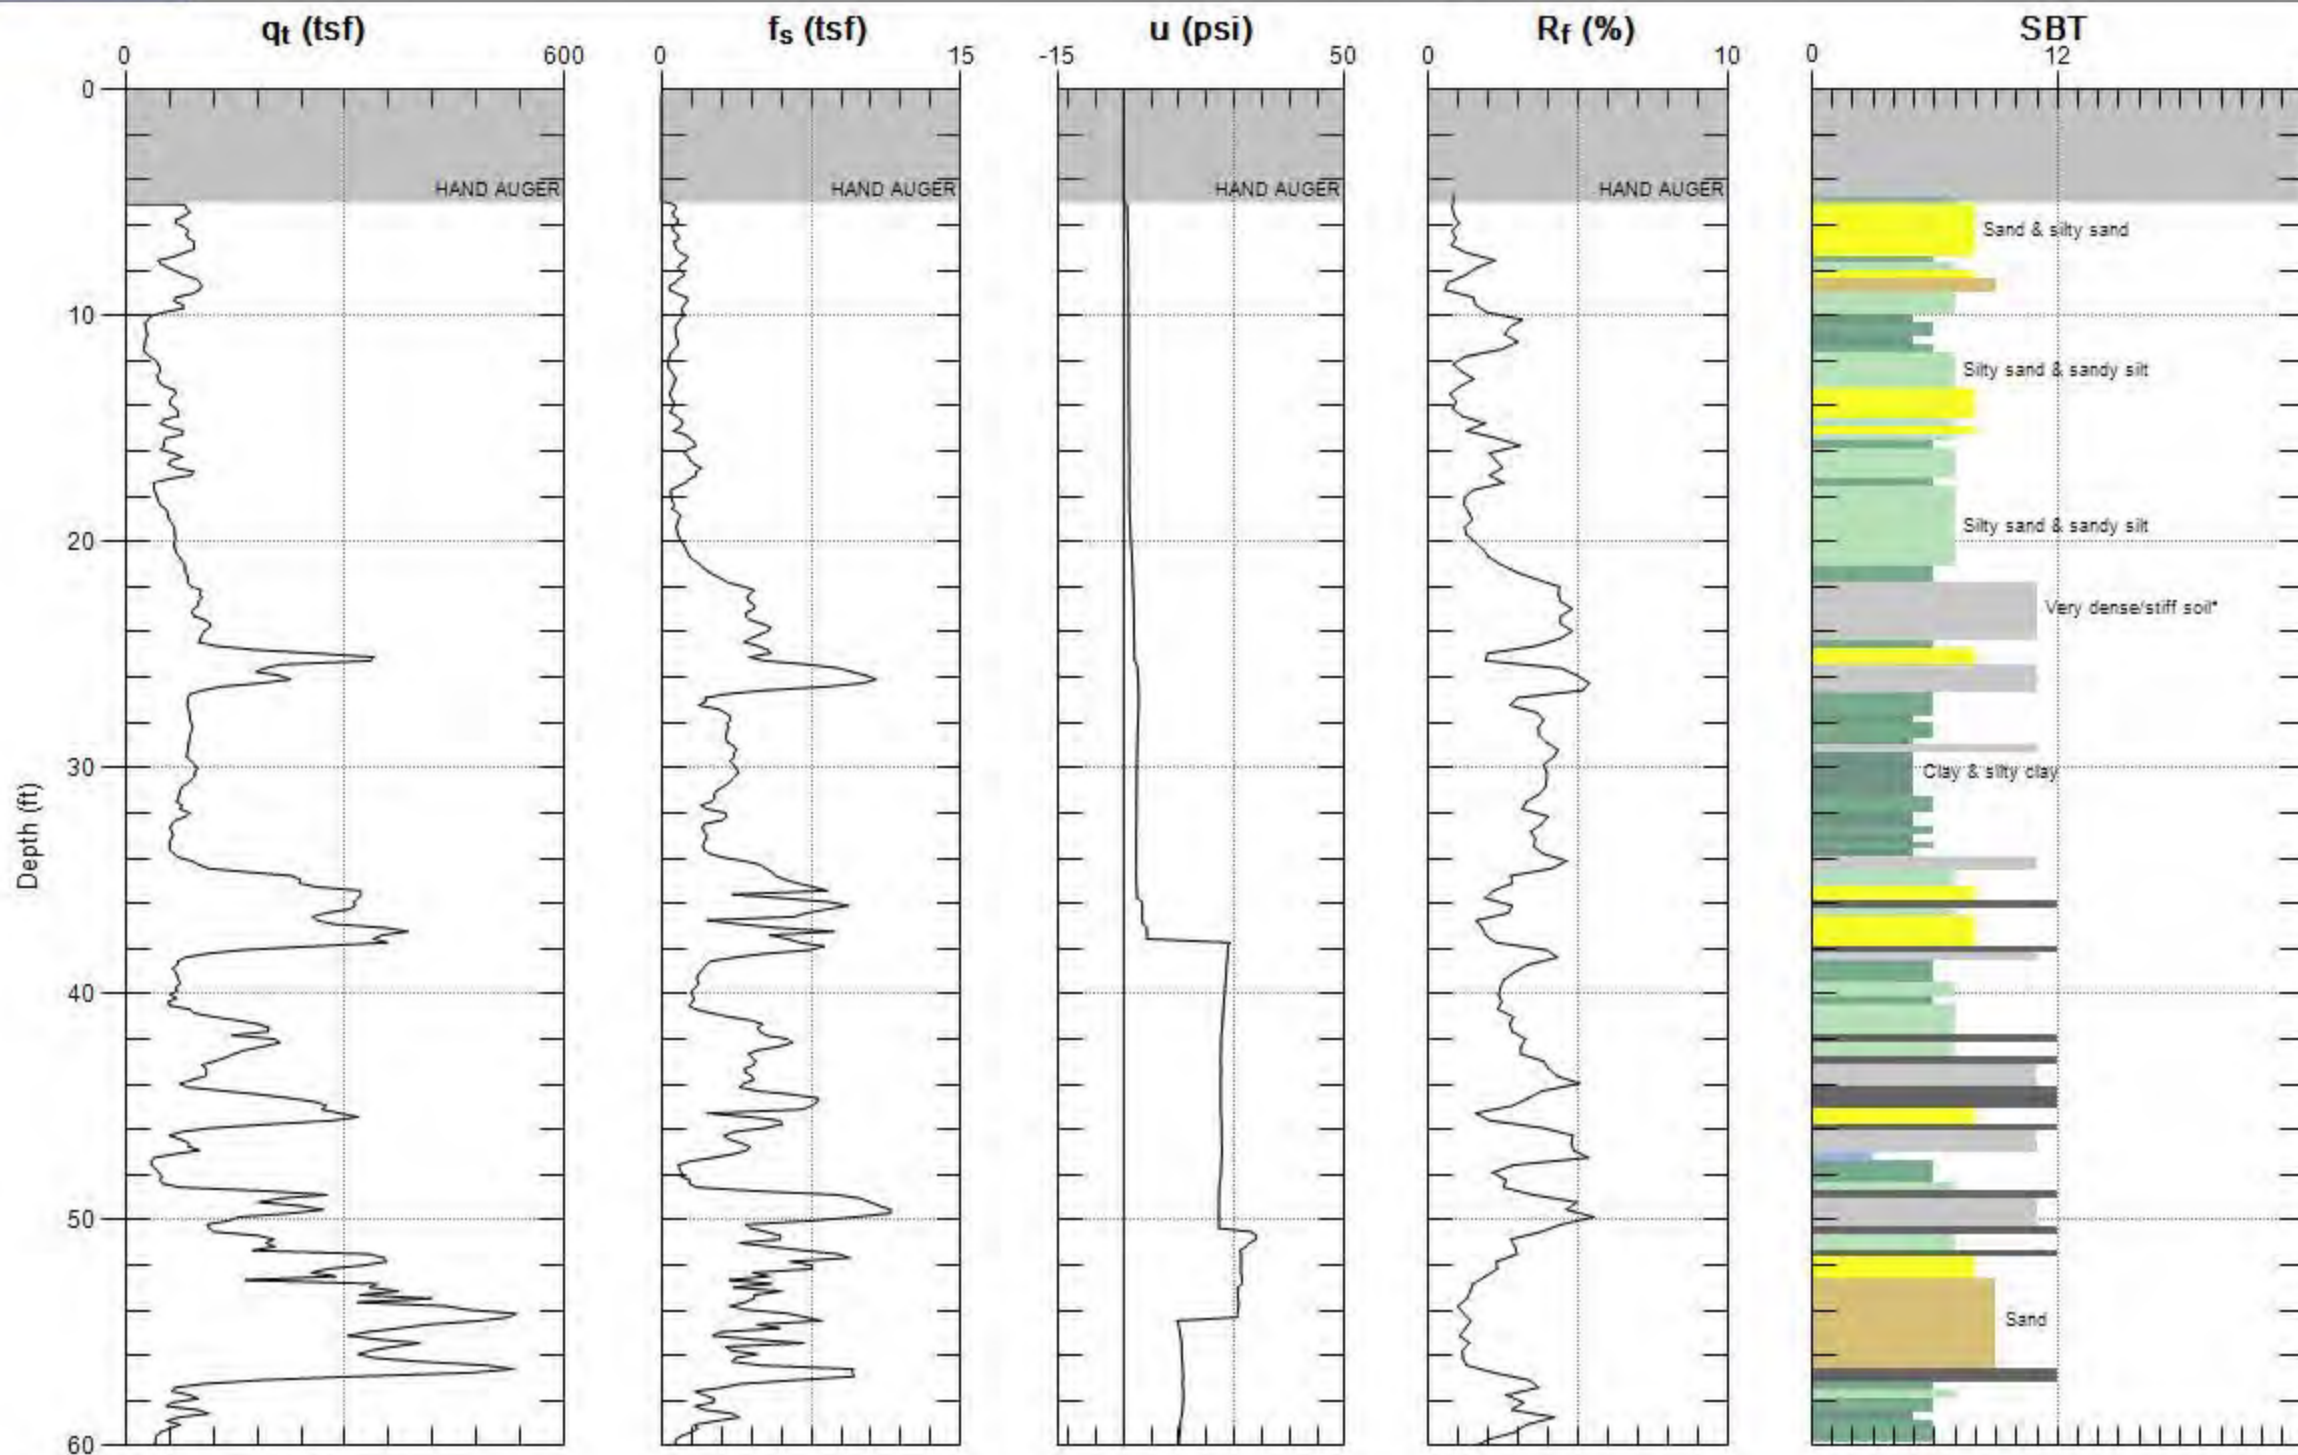 qt (tsf) fs (tsf) u (psi) Rf (%) SBT
0 600 0 15 -15 50 0 10 0 12
0
HAND AUGER HAND AUGER HAND AUGER HAND AUGER
Sand & silty sand
10
Silty sand & sandy silt
Silty sand & sandy silt
20
Very dense/stiff soil*
30
Clay & silty clay
Depth (ft)
40
50
Sand
60